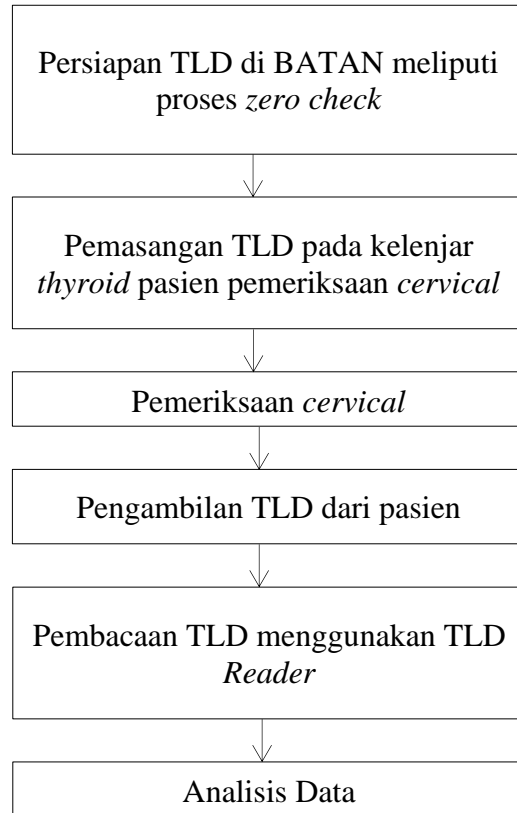 Persiapan TLD di BATAN meliputi
proses zero check
Pemasangan TLD pada kelenjar
thyroid pasien pemeriksaan cervical
Pemeriksaan cervical
Pengambilan TLD dari pasien
Pembacaan TLD menggunakan TLD
Reader
Analisis Data